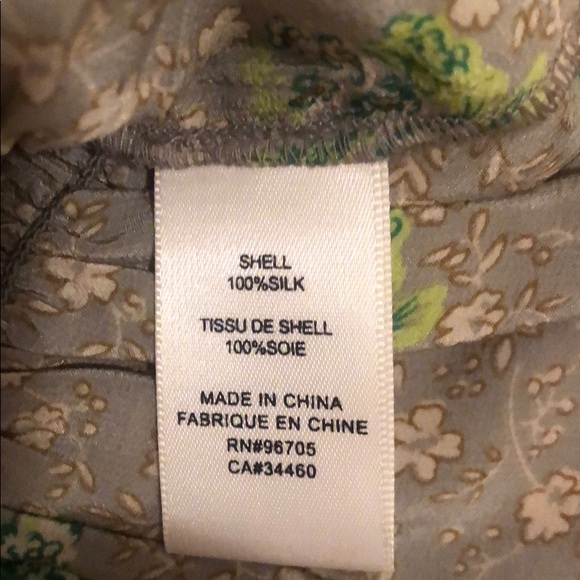 SHELL
100%SILK
TISSU DE SHELL
100%SOIE
MADE IN CHINA
FABRIQUE EN CHINE
RN#96705
CA#34460